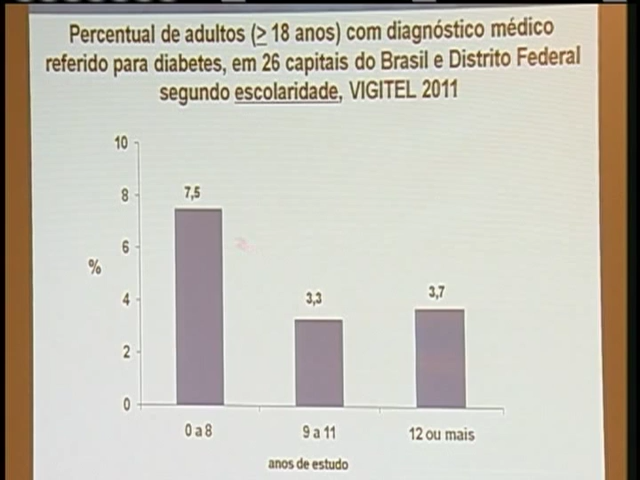 Percentual de adultos (≥ 18 anos) com diagnóstico médico
referido para diabetes, em 26 capitais do Brasil e Distrito Federal
segundo escolaridade, VIGITEL 2011
10
8
6
4
2
0
%
7,5
3,3
3,7
0 a 8
9 a 11
12 ou mais
anos de estudo